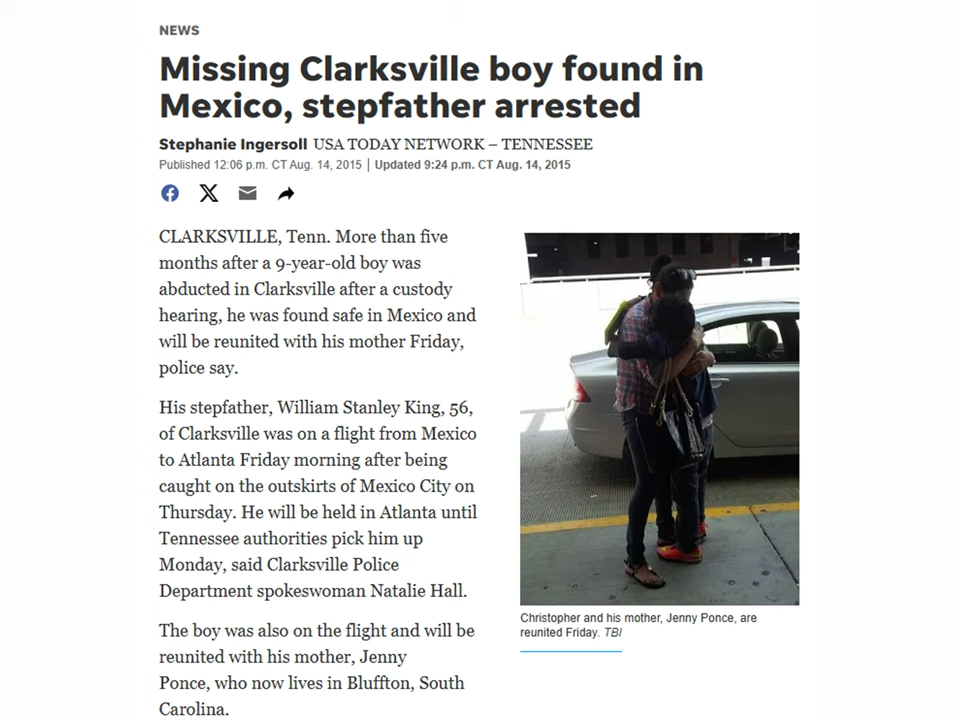 NEWS
Missing Clarksville boy found in
Mexico, stepfather arrested
Stephanie Ingersoll USA TODAY NETWORK – TENNESSEE
Published 12:06 p.m. CT Aug. 14, 2015 | Updated 9:24 p.m. CT Aug. 14, 2015
CLARKSVILLE, Tenn. More than five
months after a 9-year-old boy was
abducted in Clarksville after a custody
hearing, he was found safe in Mexico and
will be reunited with his mother Friday,
police say.
His stepfather, William Stanley King, 56,
of Clarksville was on a flight from Mexico
to Atlanta Friday morning after being
caught on the outskirts of Mexico City on
Thursday. He will be held in Atlanta until
Tennessee authorities pick him up
Monday, said Clarksville Police
Department spokeswoman Natalie Hall.
The boy was also on the flight and will be
reunited with his mother, Jenny
Ponce, who now lives in Bluffton, South
Carolina.
Christopher and his mother, Jenny Ponce, are
reunited Friday. TBI